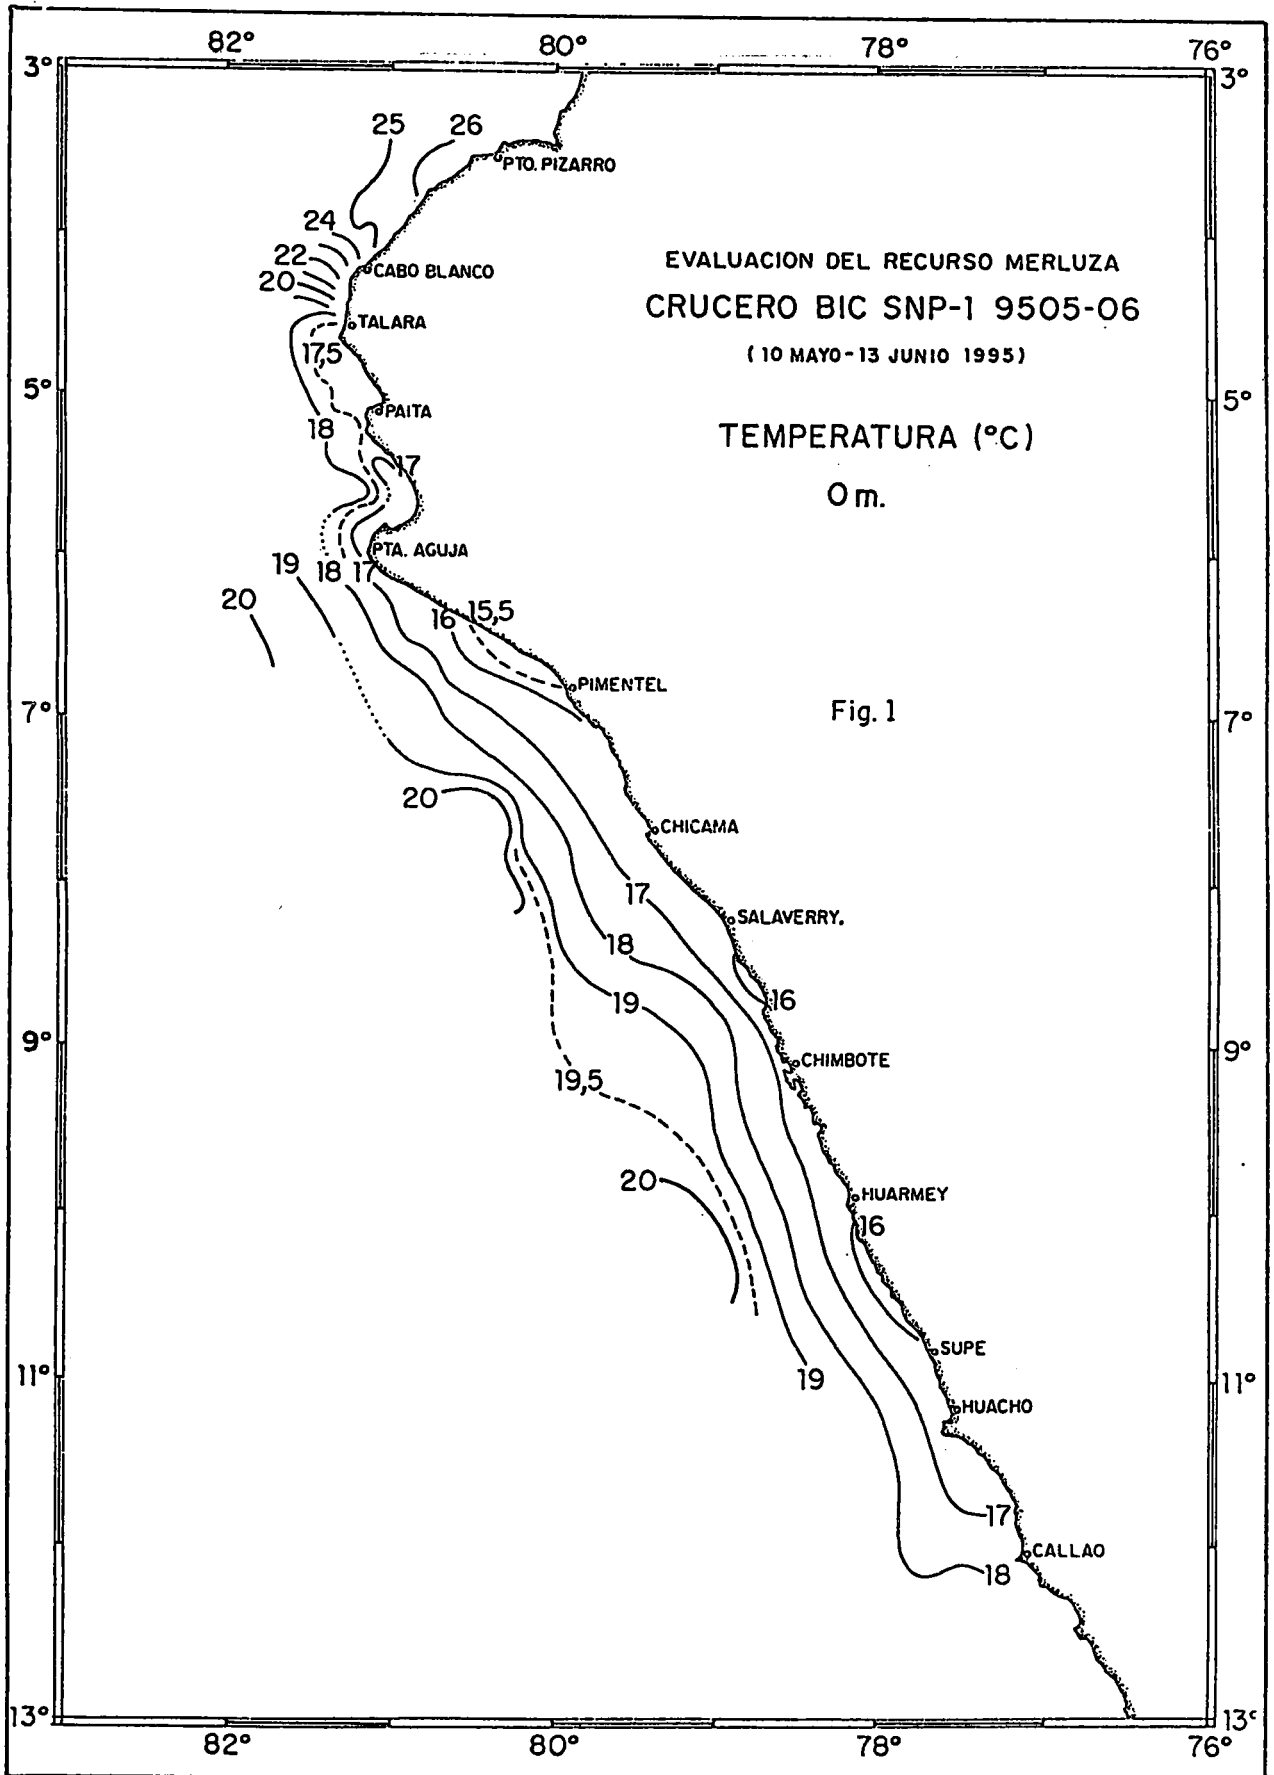 82° 80° 78° 76°
3° 3°
25 26
PTO. PIZARRO
24
22
20
CABO BLANCO
EVALUACION DEL RECURSO MERLUZA
CRUCERO BIC SNP-1 9505-06
(10 MAYO-13 JUNIO 1995)
TALARA
17,5
5° 5°
PAITA
18
TEMPERATURA (°C)
17
0 m.
PTA. AGUJA
19 18 17
20
16 15,5
PIMENTEL
Fig. 1
7° 7°
20
CHICAMA
17
SALAVERRY.
18
19
16
9° 9°
CHIMBOTE
19,5
20
HUARMEY
16
SUPE
19
11° 11°
HUACHO
17
CALLAO
18
13° 13°
82° 80° 78° 76°